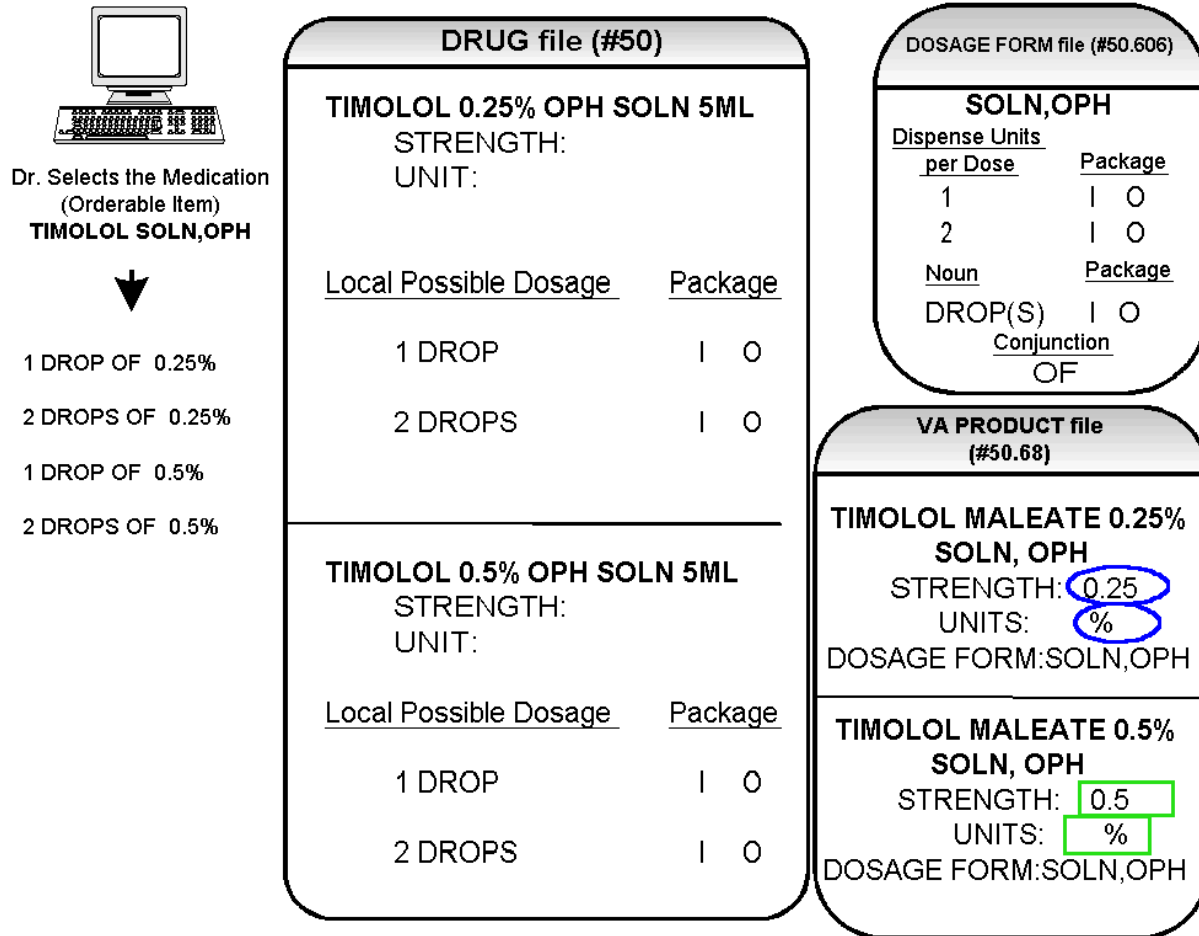 Dr. Selects the Medication
(Orderable Item)
TIMOLOL SOLN,OPH
1 DROP OF 0.25%
2 DROPS OF 0.25%
1 DROP OF 0.5%
2 DROPS OF 0.5%
DRUG file (#50)
TIMOLOL 0.25% OPH SOLN 5ML
STRENGTH:
UNIT:
Local Possible Dosage Package
1 DROP I O
2 DROPS I O
TIMOLOL 0.5% OPH SOLN 5ML
STRENGTH:
UNIT:
Local Possible Dosage Package
1 DROP I O
2 DROPS I O
DOSAGE FORM file (#50.606)
SOLN,OPH
Dispense Units
per Dose Package
1 I O
2 I O
Noun Package
DROP(S) I O
Conjunction
OF
VA PRODUCT file
(#50.68)
TIMOLOL MALEATE 0.25%
SOLN, OPH
STRENGTH: 0.25
UNITS: %
DOSAGE FORM:SOLN,OPH
TIMOLOL MALEATE 0.5%
SOLN, OPH
STRENGTH: 0.5
UNITS: %
DOSAGE FORM:SOLN,OPH